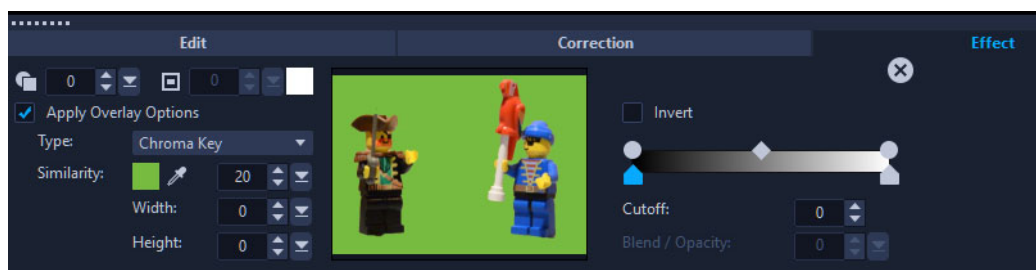 Edit Correction Effect
0 0
Apply Overlay Options Invert
Type: Chroma Key
Similarity: 20
Width: 0 Cutoff: 0
Height: 0 Blend / Opacity: 0